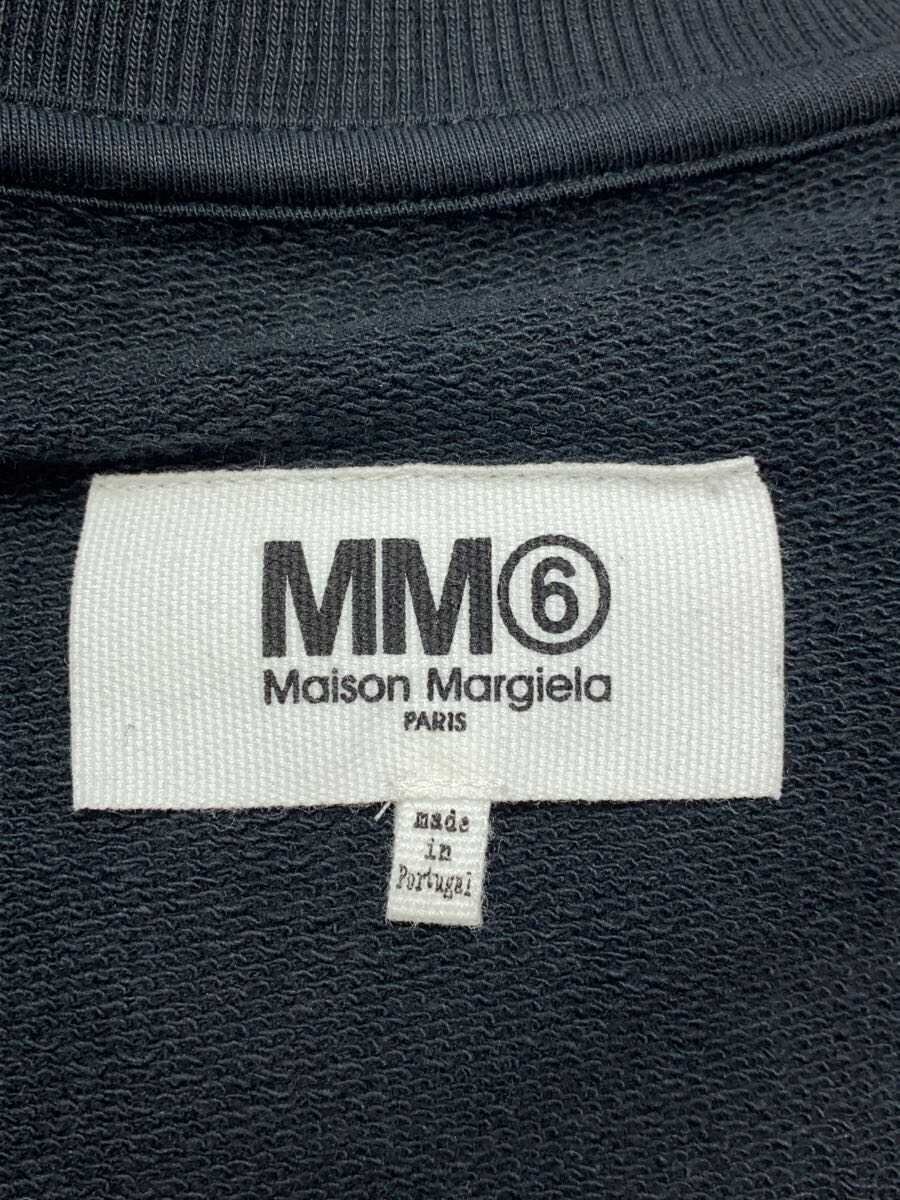 MM⑥
Maison Margiela
PARIS
made
in
Portugal